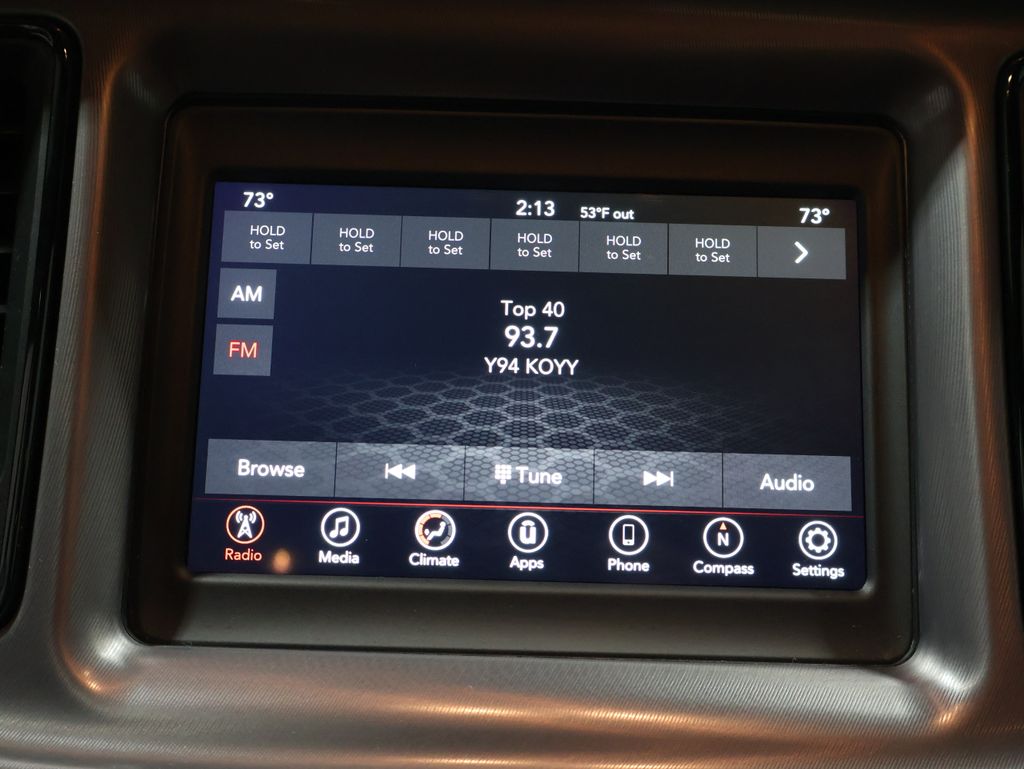 73° 2:13 53°F out 73°
HOLD to Set
HOLD to Set
HOLD to Set
HOLD to Set
HOLD to Set
HOLD to Set
AM
FM
Top 40
93.7
Y94 KOYY
Browse Tune Audio
Radio Media Climate Apps Phone Compass Settings
N